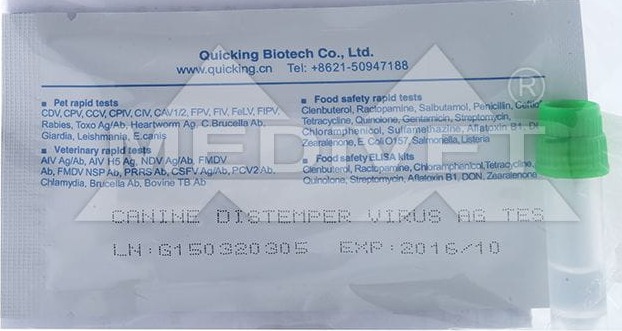 Quicking Biotech Co., Ltd.
www.quicking.cn Tel: +8621-50947188
Pet rapid tests
CDV, CPV, CCV, CPIV, CIV, CAV1/2, FPV, FIV, FeLV, FIPV,
Rabies, Toxo Ag/Ab, Heartworm Ag. C.Brucella Ab,
Giardia, Leishmania, E.canis
Veterinary rapid tests
AIV Ag/Ab, AIV H5 Ag, NDV Ag/Ab, FMDV
Ab, FMDV NSP Ab, PRRS Ab, CSFV Ag/Ab, PCV2 Ab,
Chlamydia, Brucella Ab, Bovine TB Ab
Food safety rapid tests
Clenbuterol, Ractopamine, Salbutamol, Penicillin,
Tetracycline, Quinolone, Gentamicin, Streptomycin,
Chloramphenicol, Sulfamethazine, Aflatoxin B1,
Zearalenone, E. Coli O157, Salmonella, Listeria
Food safety ELISA kits
Clenbuterol, Ractopamine, Chloramphenicol, Tetracycline,
Quinolone, Streptomycin, Aflatoxin B1, DON, Zearalenone
CANINE DISTEMPER VIRUS AG TES
LN:G150320305 EXP:2016/10
®